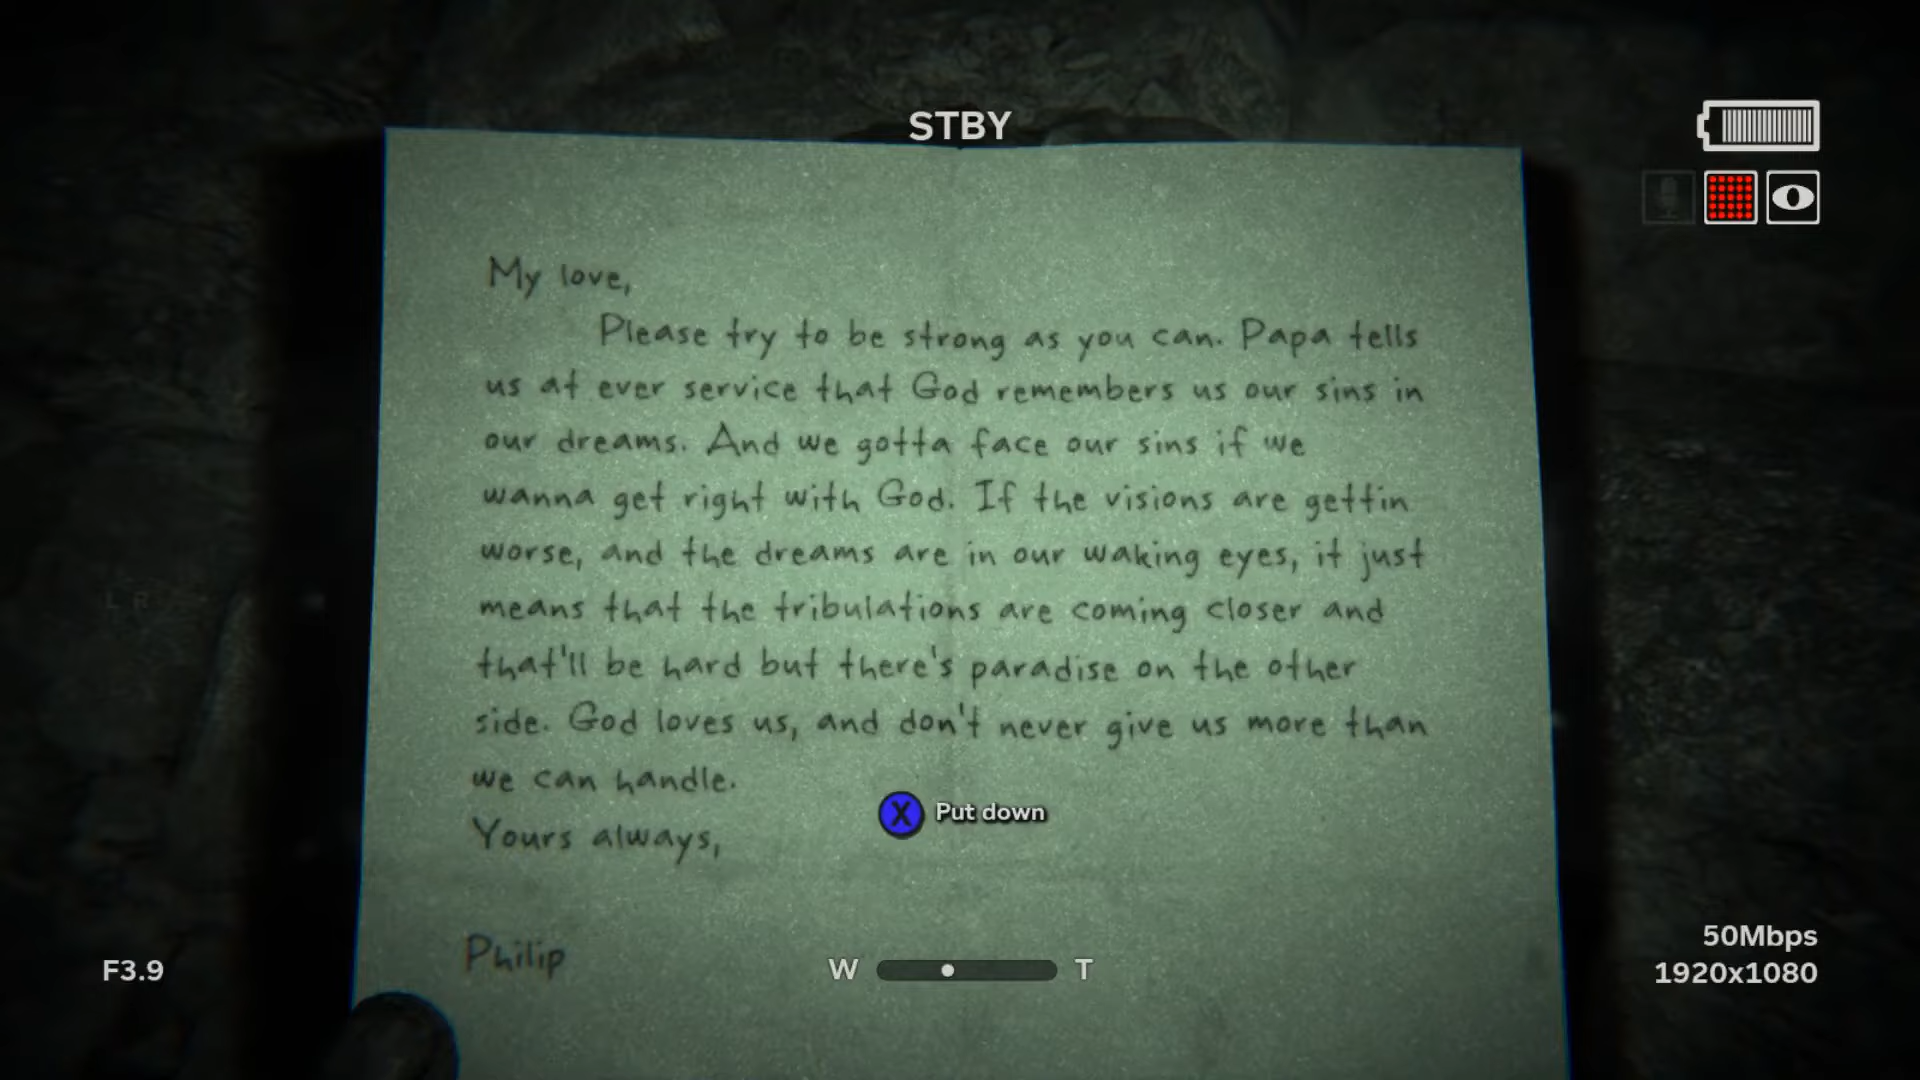 STBY
My love,
Please try to be strong as you can. Papa tells
us at ever service that God remembers us our sins in
our dreams. And we gotta face our sins if we
wanna get right with God. If the visions are gettin
worse, and the dreams are in our waking eyes, it just
means that the tribulations are coming closer and
that'll be hard but there's paradise on the other
side. God loves us, and don't never give us more than
we can handle.
X Put down
Yours always,
Philip
F3.9
W T
50Mbps
1920x1080
L R